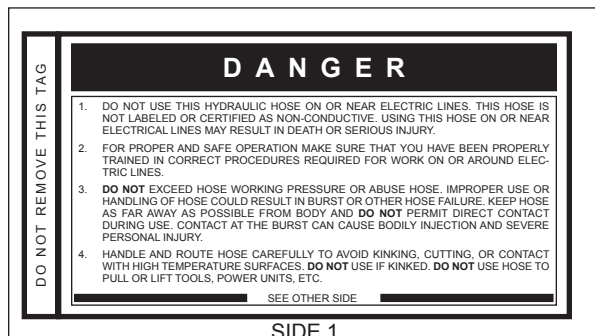 DO NOT REMOVE THIS TAG
DANGER
1. DO NOT USE THIS HYDRAULIC HOSE ON OR NEAR ELECTRIC LINES. THIS HOSE IS
NOT LABELED OR CERTIFIED AS NON-CONDUCTIVE. USING THIS HOSE ON OR NEAR
ELECTRICAL LINES MAY RESULT IN DEATH OR SERIOUS INJURY.
2. FOR PROPER AND SAFE OPERATION MAKE SURE THAT YOU HAVE BEEN PROPERLY
TRAINED IN CORRECT PROCEDURES REQUIRED FOR WORK ON OR AROUND ELEC-
TRIC LINES.
3. DO NOT EXCEED HOSE WORKING PRESSURE OR ABUSE HOSE. IMPROPER USE OR
HANDLING OF HOSE COULD RESULT IN BURST OR OTHER HOSE FAILURE. KEEP HOSE
AS FAR AWAY AS POSSIBLE FROM BODY AND DO NOT PERMIT DIRECT CONTACT
DURING USE. CONTACT AT THE BURST CAN CAUSE BODILY INJECTION AND SEVERE
PERSONAL INJURY.
4. HANDLE AND ROUTE HOSE CAREFULLY TO AVOID KINKING, CUTTING, OR CONTACT
WITH HIGH TEMPERATURE SURFACES. DO NOT USE IF KINKED. DO NOT USE HOSE TO
PULL OR LIFT TOOLS, POWER UNITS, ETC.
SEE OTHER SIDE
SIDE 1